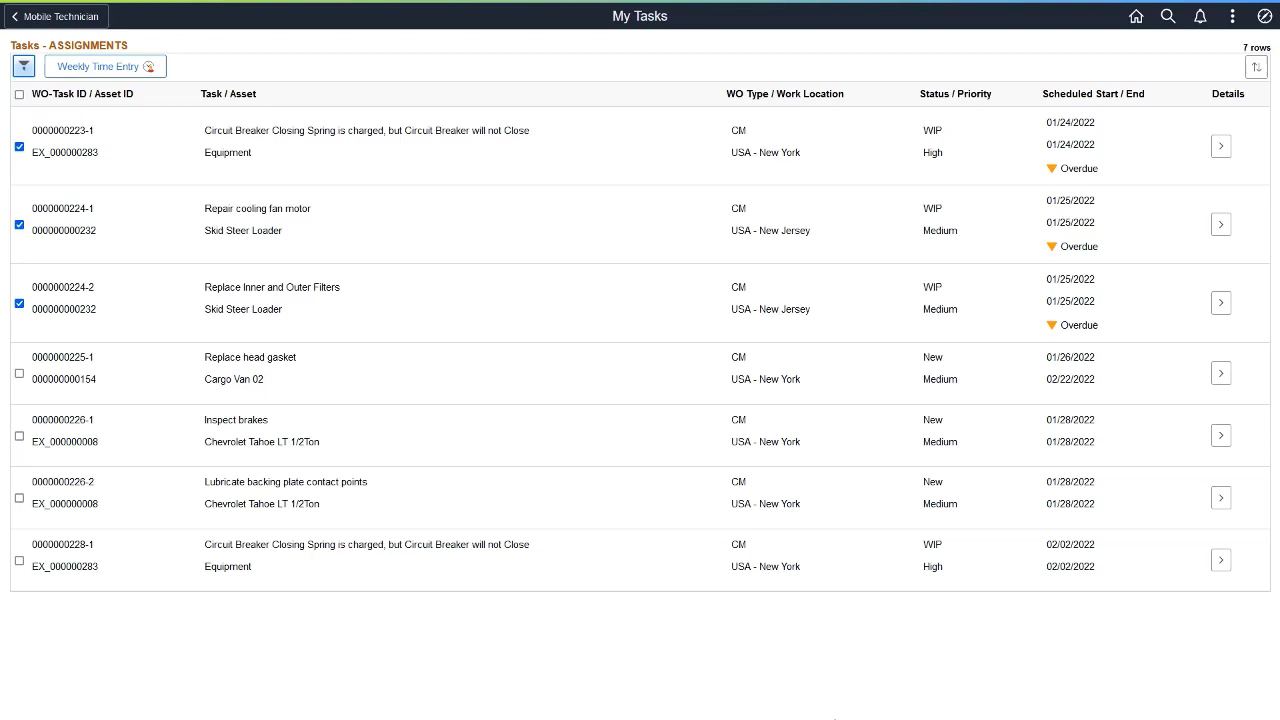 Mobile Technician
My Tasks
Tasks - ASSIGNMENTS
7 rows
Weekly Time Entry
WO-Task ID / Asset ID
Task / Asset
WO Type / Work Location
Status / Priority
Scheduled Start / End
Details
0000000223-1
Circuit Breaker Closing Spring is charged, but Circuit Breaker will not Close
CM
WIP
01/24/2022
EX_000000283
Equipment
USA - New York
High
01/24/2022
Overdue
0000000224-1
Repair cooling fan motor
CM
WIP
01/25/2022
000000000232
Skid Steer Loader
USA - New Jersey
Medium
01/25/2022
Overdue
0000000224-2
Replace Inner and Outer Filters
CM
WIP
01/25/2022
000000000232
Skid Steer Loader
USA - New Jersey
Medium
01/25/2022
Overdue
0000000225-1
Replace head gasket
CM
New
01/26/2022
000000000154
Cargo Van 02
USA - New York
Medium
02/22/2022
0000000226-1
Inspect brakes
CM
New
01/28/2022
EX_000000008
Chevrolet Tahoe LT 1/2Ton
USA - New York
Medium
01/28/2022
0000000226-2
Lubricate backing plate contact points
CM
New
01/28/2022
EX_000000008
Chevrolet Tahoe LT 1/2Ton
USA - New York
Medium
01/28/2022
0000000228-1
Circuit Breaker Closing Spring is charged, but Circuit Breaker will not Close
CM
WIP
02/02/2022
EX_000000283
Equipment
USA - New York
High
02/02/2022